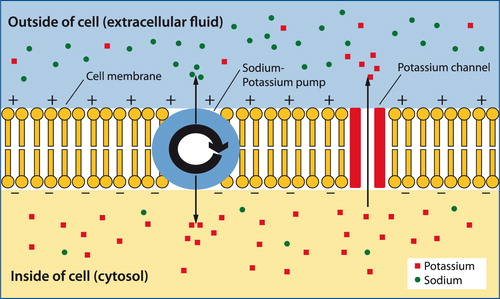 Outside of cell (extracellular fluid)
Cell membrane
Sodium-
Potassium pump
Potassium channel
+ + + + + + + + +
– – – – – – – – – –
Inside of cell (cytosol)
Potassium
Sodium